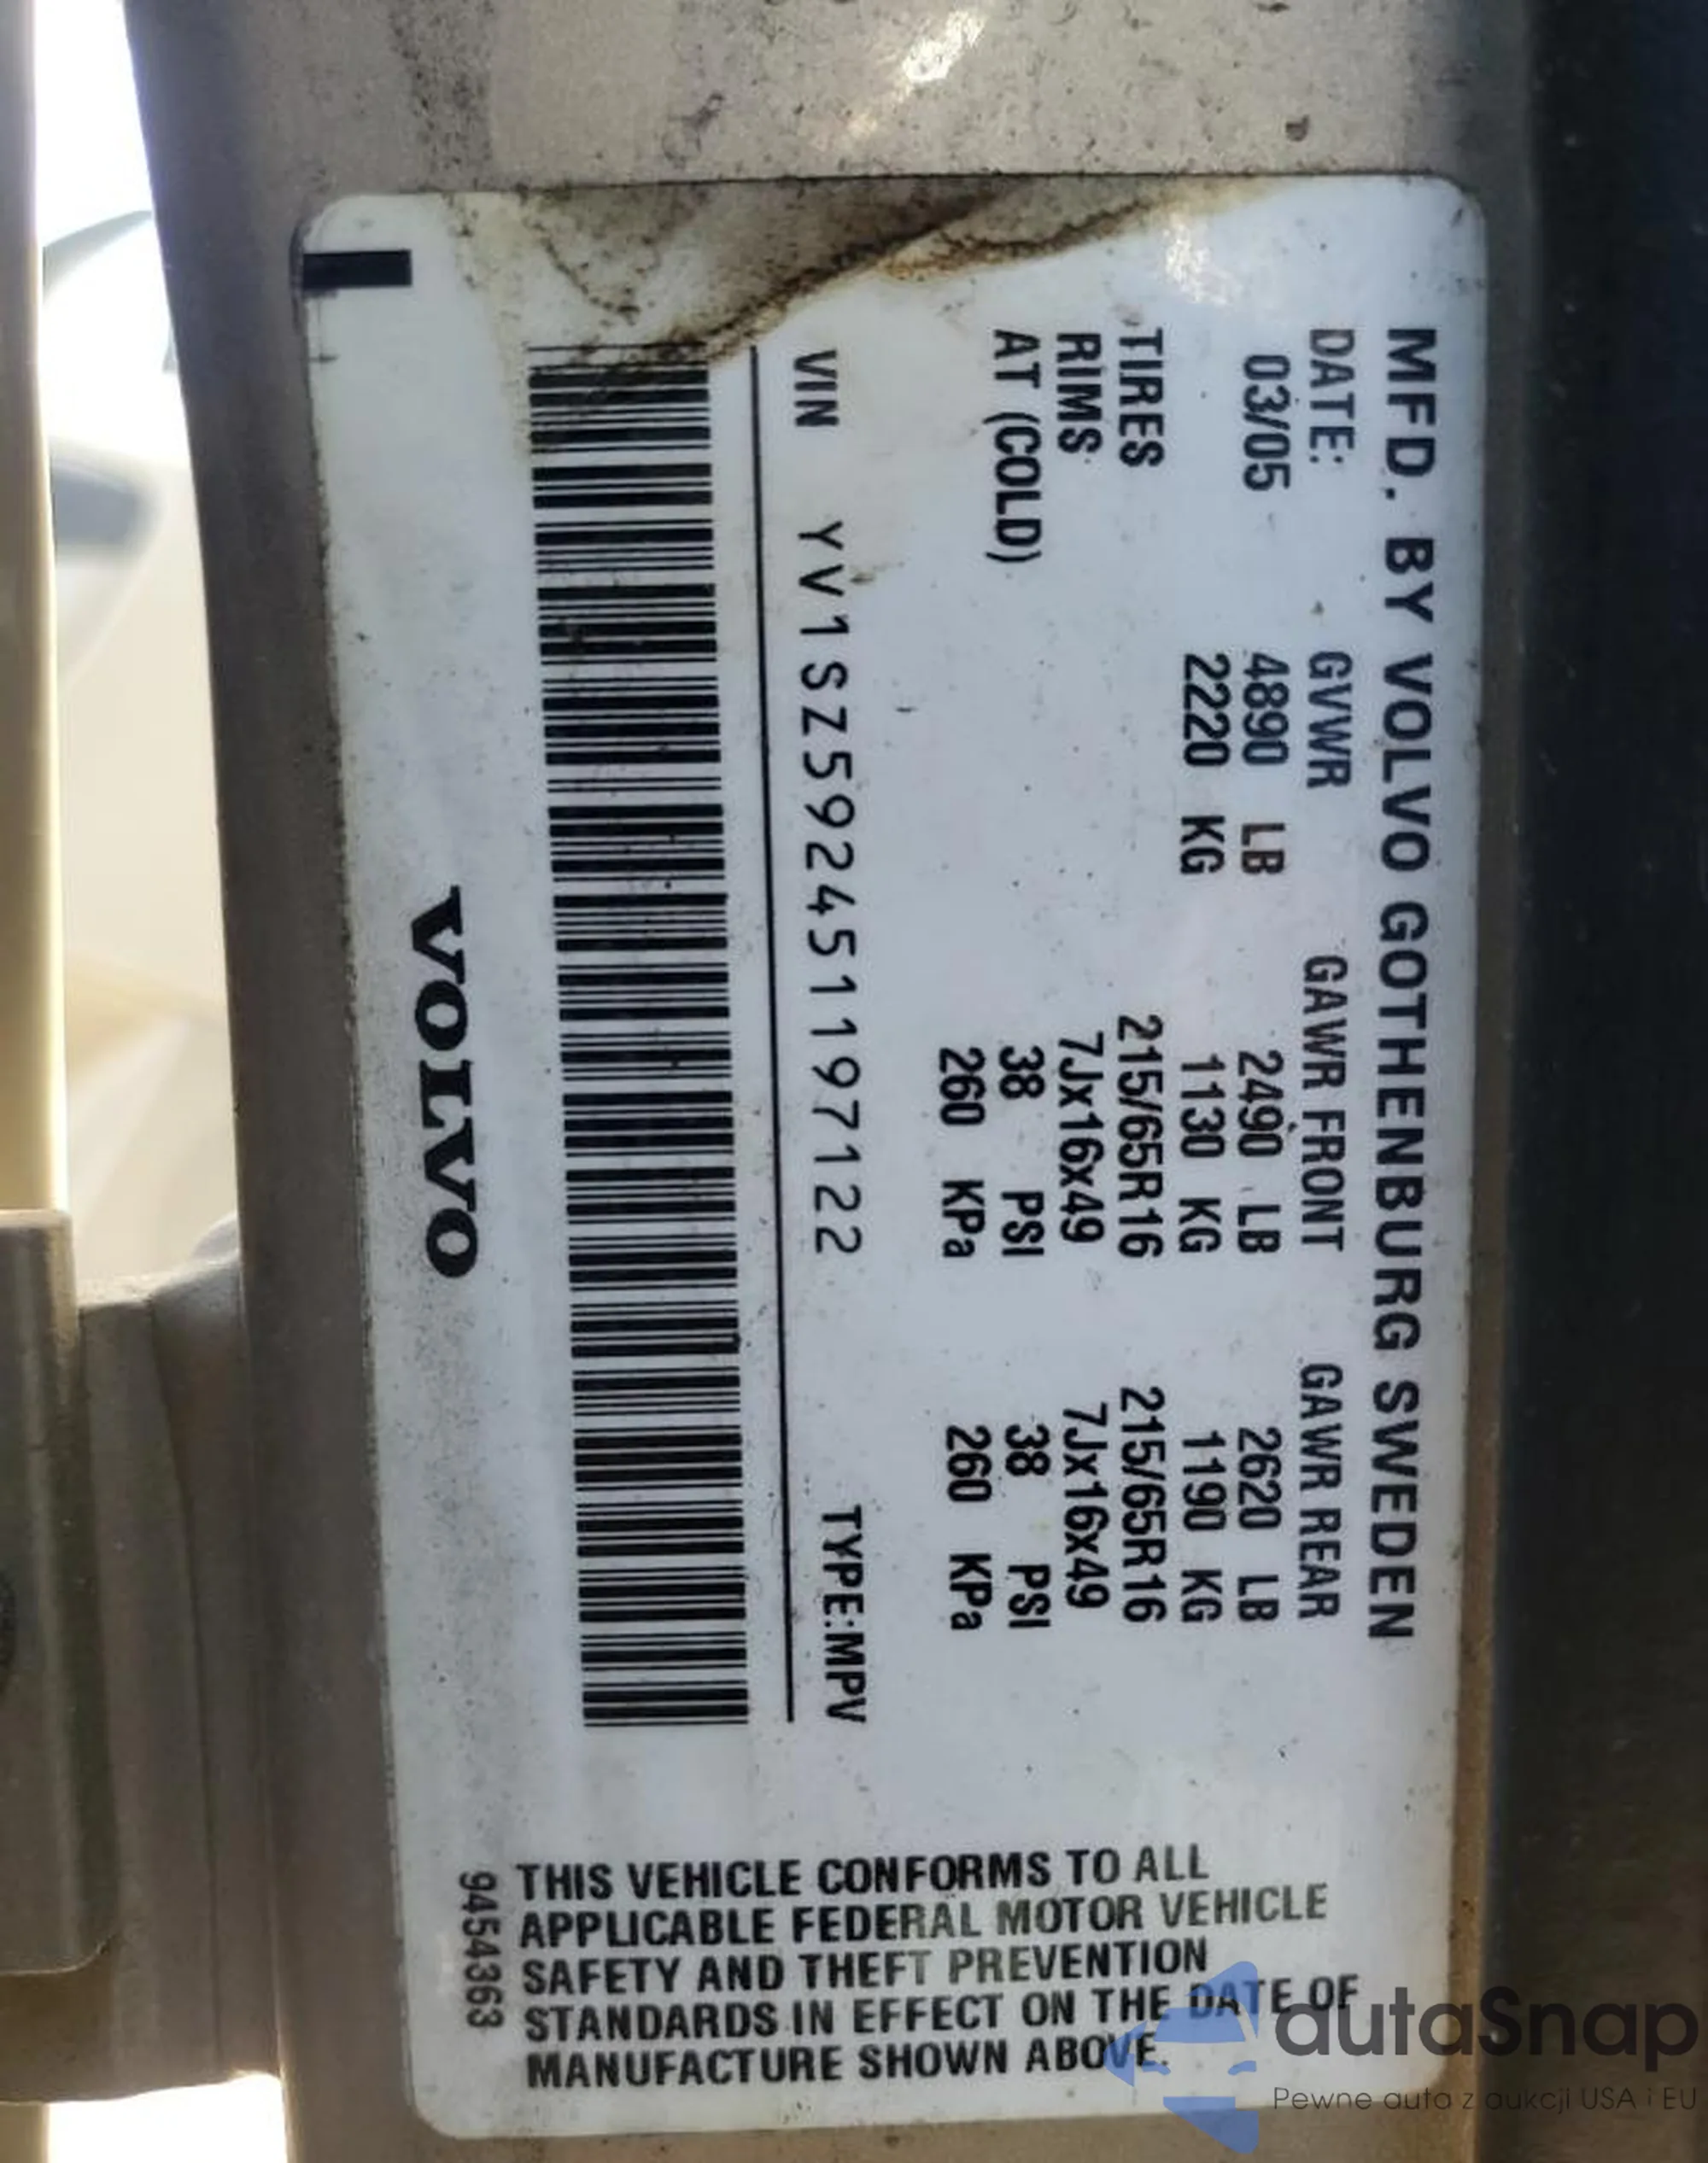 MFD. BY VOLVO GOTHENBURG SWEDEN
DATE: GVWR GAWR FRONT GAWR REAR
03/05 4890 LB 2490 LB 2620 LB
2220 KG 1130 KG 1190 KG
TIRES 215/65R16 215/65R16
RIMS 7Jx16x49 7Jx16x49
AT (COLD) 38 PSI 38 PSI
260 KPa 260 KPa
VIN YV1SZ592451197122 TYPE:MPV
VOLVO
THIS VEHICLE CONFORMS TO ALL
APPLICABLE FEDERAL MOTOR VEHICLE
SAFETY AND THEFT PREVENTION
STANDARDS IN EFFECT ON THE DATE OF
MANUFACTURE SHOWN ABOVE.
9454363
autaSnap
Pewne auta z aukcji USA i EU